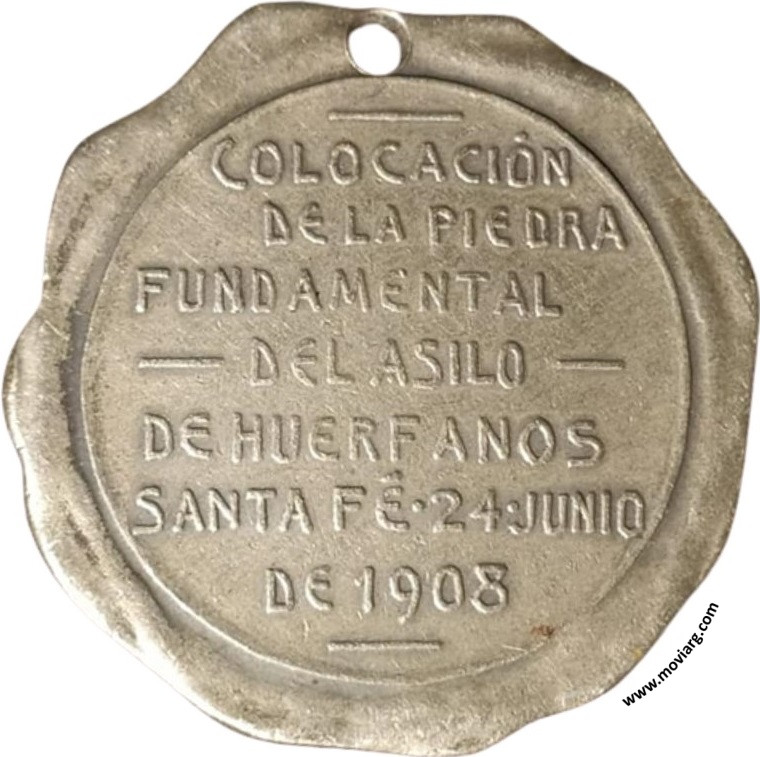 COLOCACIÓN
DE LA PIEDRA
FUNDAMENTAL
— DEL ASILO —
DE HUERFANOS
SANTA FÉ·24·JUNIO
DE 1908
www.moviarg.com